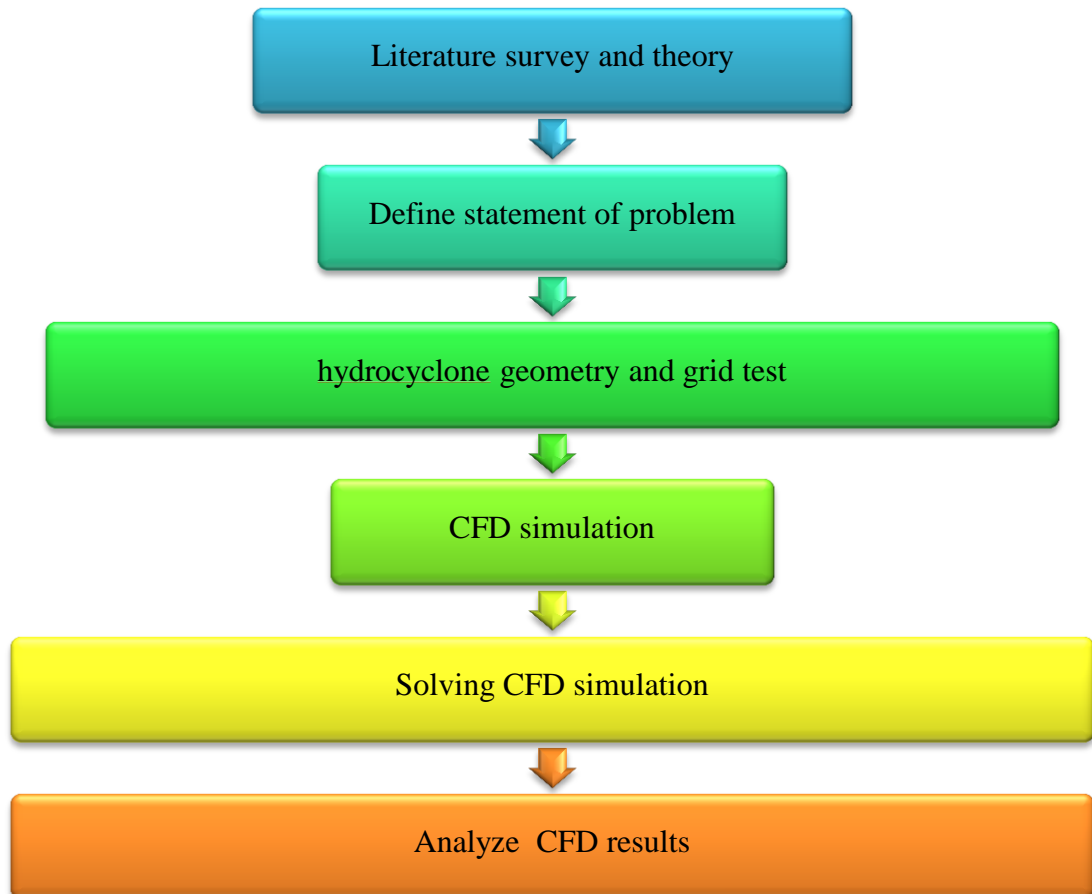 Literature survey and theory
Define statement of problem
hydrocyclone geometry and grid test
CFD simulation
Solving CFD simulation
Analyze  CFD results